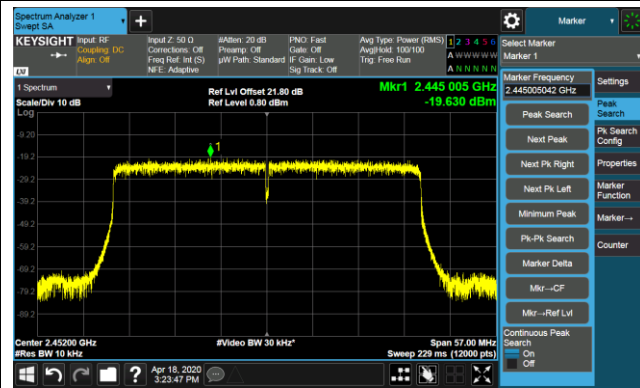 Spectrum Analyzer 1
Swept SA
Marker
KEYSIGHT
Input: RF
Coupling: DC
Align: Off
Input Z: 50 Ω
Corrections: Off
Freq Ref: Int (S)
NFE: Adaptive
#Atten: 20 dB
Preamp: Off
µW Path: Standard
PNO: Fast
Gate: Off
IF Gain: Low
Sig Track: Off
Avg Type: Power (RMS)
Avg|Hold: 100/100
Trig: Free Run
1 2 3 4 5 6
A W W W W W
A N N N N N
LXI
Select Marker
Marker 1
1 Spectrum
Scale/Div 10 dB
Log
Ref Lvl Offset 21.80 dB
Ref Level 0.80 dBm
Mkr1 2.445 005 GHz
-19.630 dBm
1
-9.20
-19.2
-29.2
-39.2
-49.2
-59.2
-69.2
-79.2
-89.2
Center 2.45200 GHz
#Res BW 10 kHz
#Video BW 30 kHz*
Span 57.00 MHz
Sweep 229 ms (12000 pts)
Marker Frequency
2.445005042 GHz
Peak Search
Next Peak
Next Pk Right
Next Pk Left
Minimum Peak
Pk-Pk Search
Marker Delta
Mkr→CF
Mkr→Ref Lvl
Continuous Peak
Search
On
Off
Settings
Peak
Search
Pk Search
Config
Properties
Marker
Function
Marker→
Counter
Apr 18, 2020
3:23:47 PM